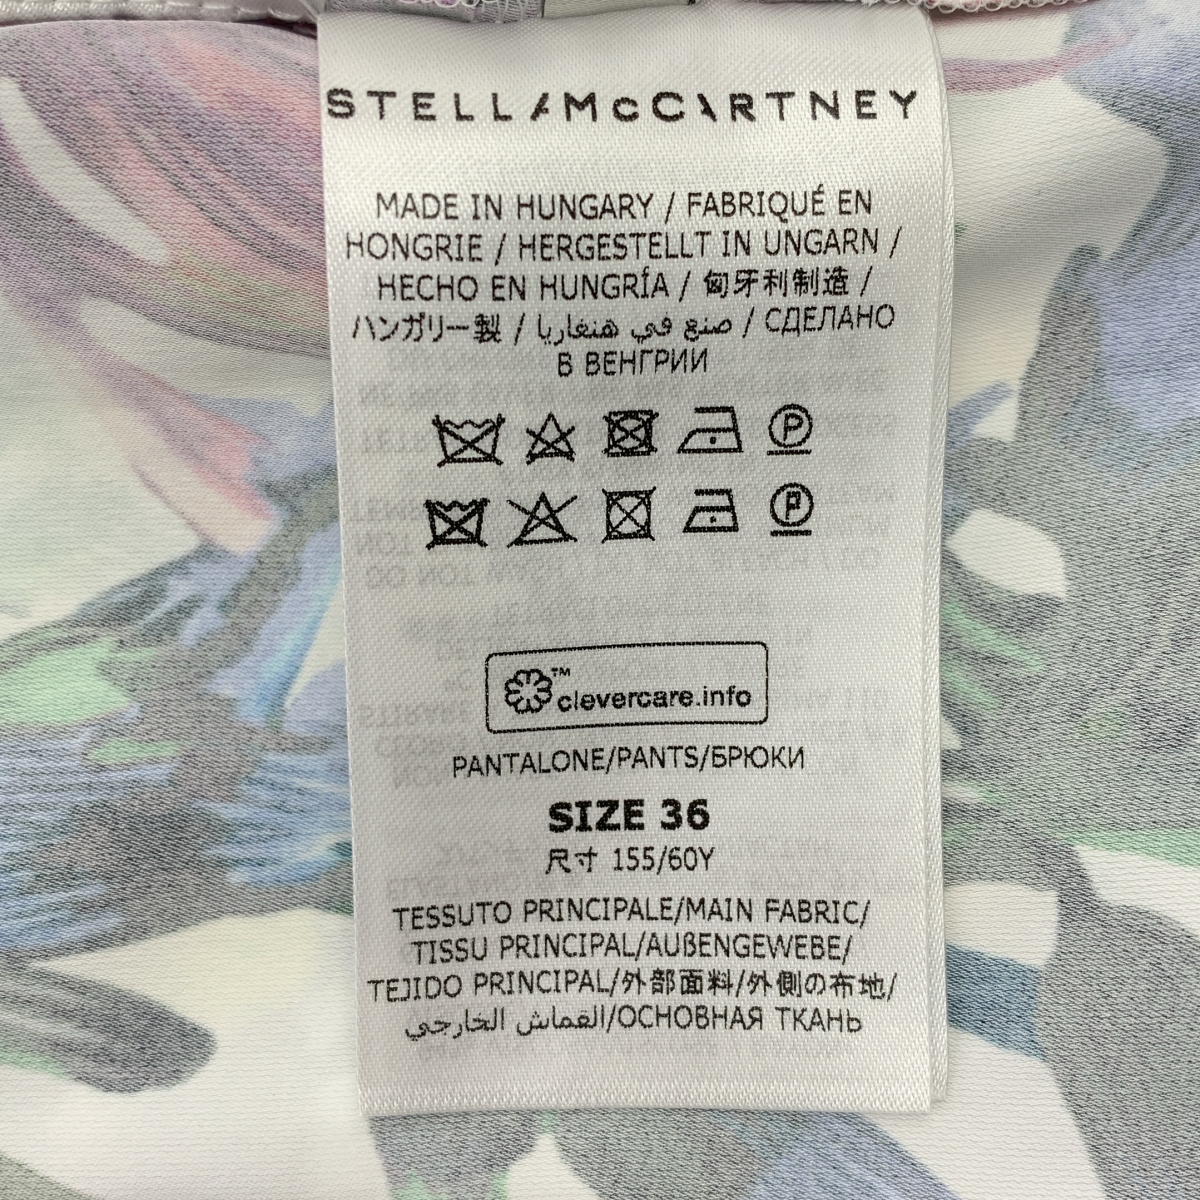 STELLAMcCARTNEY
MADE IN HUNGARY / FABRIQUÉ EN
HONGRIE / HERGESTELLT IN UNGARN /
HECHO EN HUNGRÍA / 匈牙利制造 /
ハンガリー製 / صنع في هنغاريا / СДЕЛАНО
В ВЕНГРИИ
P
P
™
clevercare.info
PANTALONE/PANTS/БРЮКИ
SIZE 36
尺寸 155/60Y
TESSUTO PRINCIPALE/MAIN FABRIC/
TISSU PRINCIPAL/AUßENGEWEBE/
TEJIDO PRINCIPAL/外部面料/外側の布地/
القماش الخارجي/ОСНОВНАЯ ТКАНЬ